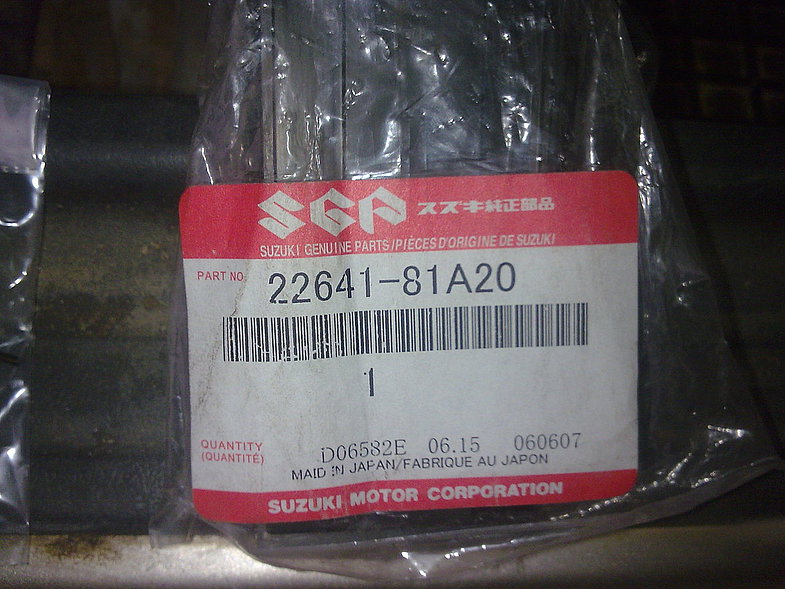 SGP スズキ純正部品
SUZUKI GENUINE PARTS / PIÈCES D'ORIGINE DE SUZUKI
PART NO. 22641-81A20
1
QUANTITY
(QUANTITÉ)
D06582E 06.15 060607
MAID IN JAPAN/FABRIQUE AU JAPON
SUZUKI MOTOR CORPORATION